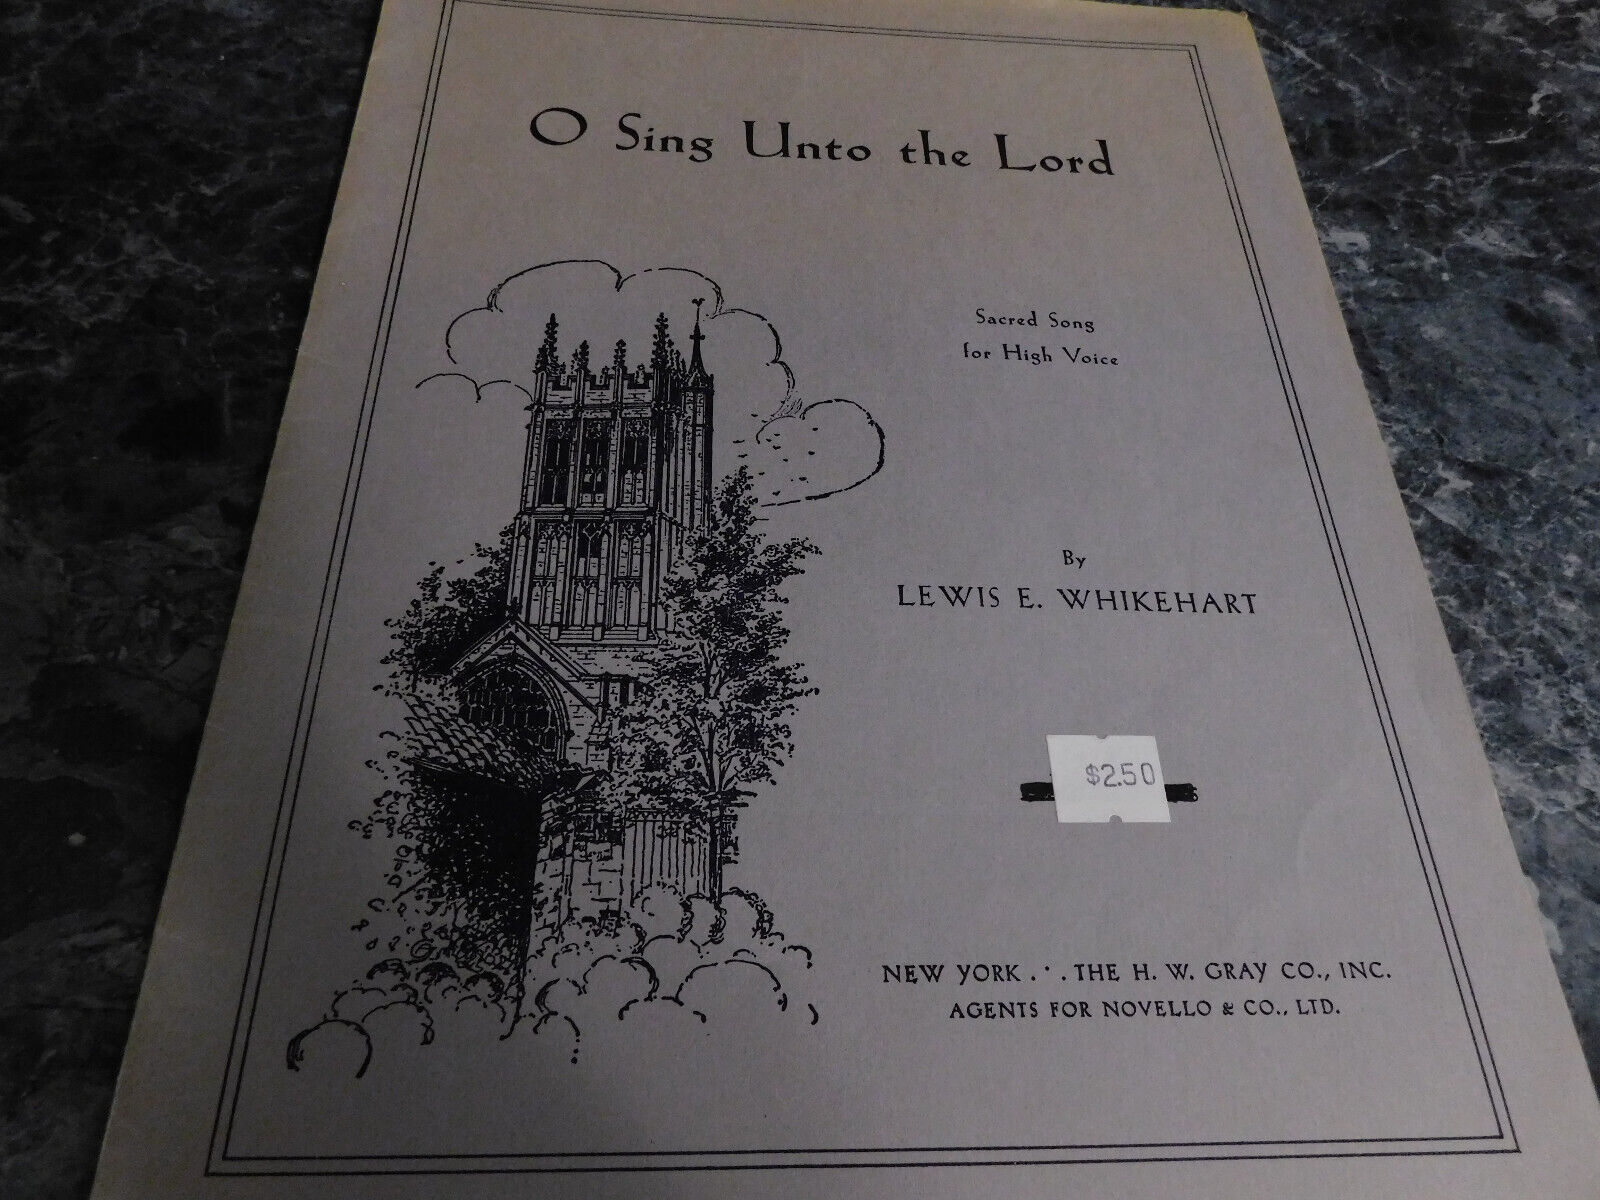 O Sing Unto the Lord
Sacred Song
for High Voice
By
LEWIS E. WHIKEHART
$2.50
NEW YORK . · . THE H. W. GRAY CO., INC.
AGENTS FOR NOVELLO & CO., LTD.